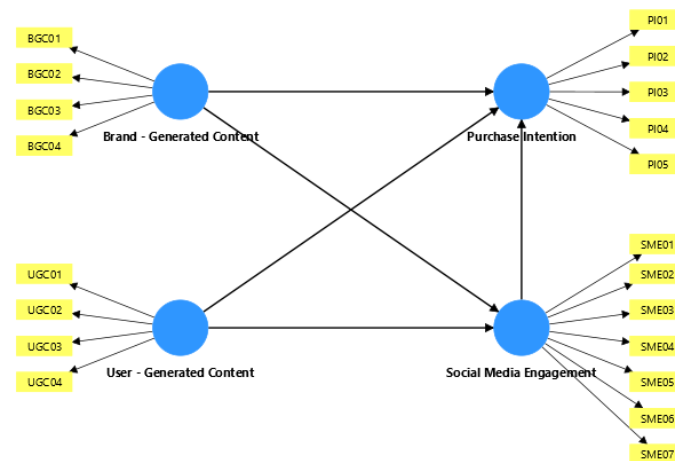 BGC01
BGC02
BGC03
BGC04
Brand - Generated Content
PI01
PI02
PI03
PI04
PI05
Purchase Intention
UGC01
UGC02
UGC03
UGC04
User - Generated Content
SME01
SME02
SME03
SME04
SME05
SME06
SME07
Social Media Engagement